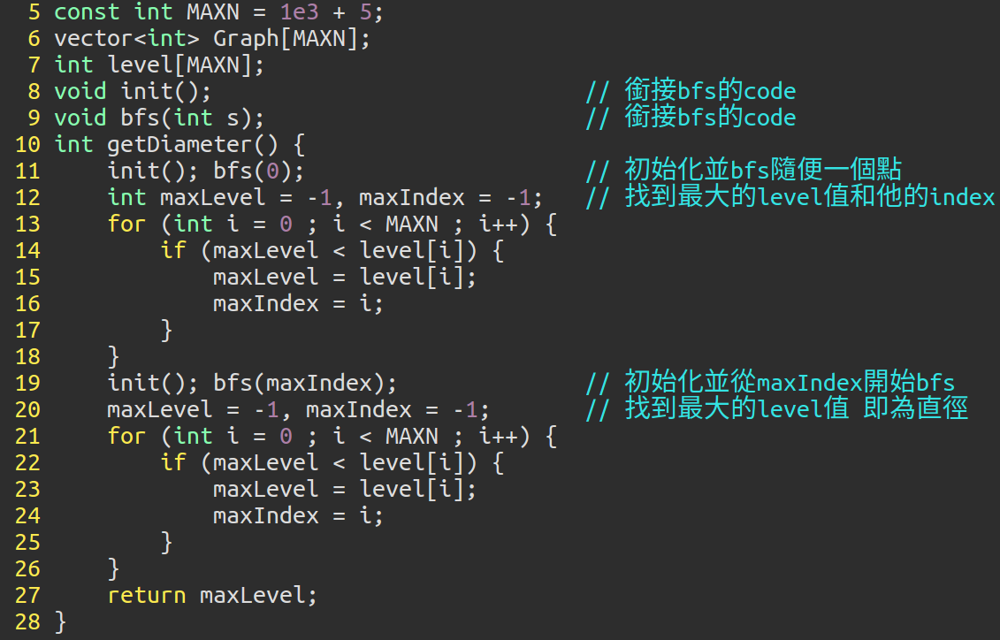 5 const int MAXN = 1e3 + 5;
6 vector<int> Graph[MAXN];
7 int level[MAXN];
8 void init(); // 銜接bfs的code
9 void bfs(int s); // 銜接bfs的code
10 int getDiameter() {
11 init(); bfs(0); // 初始化並bfs隨便一個點
12 int maxLevel = -1, maxIndex = -1; // 找到最大的level值和他的index
13 for (int i = 0 ; i < MAXN ; i++) {
14 if (maxLevel < level[i]) {
15 maxLevel = level[i];
16 maxIndex = i;
17 }
18 }
19 init(); bfs(maxIndex); // 初始化並從maxIndex開始bfs
20 maxLevel = -1, maxIndex = -1; // 找到最大的level值 即為直徑
21 for (int i = 0 ; i < MAXN ; i++) {
22 if (maxLevel < level[i]) {
23 maxLevel = level[i];
24 maxIndex = i;
25 }
26 }
27 return maxLevel;
28 }